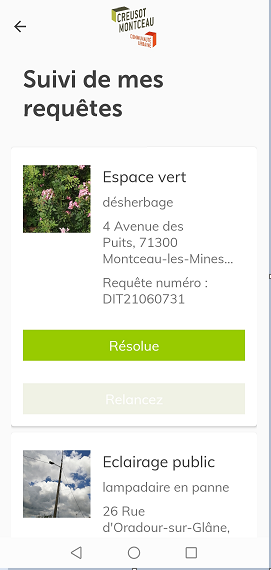 CREUSOT
MONTCEAU
COMMUNAUTÉ
URBAINE
Suivi de mes
requêtes
Espace vert
désherbage
4 Avenue des
Puits, 71300
Montceau-les-Mines...
Requête numéro :
DIT21060731
Résolue
Relancez
Eclairage public
lampadaire en panne
26 Rue
d'Oradour-sur-Glâne,